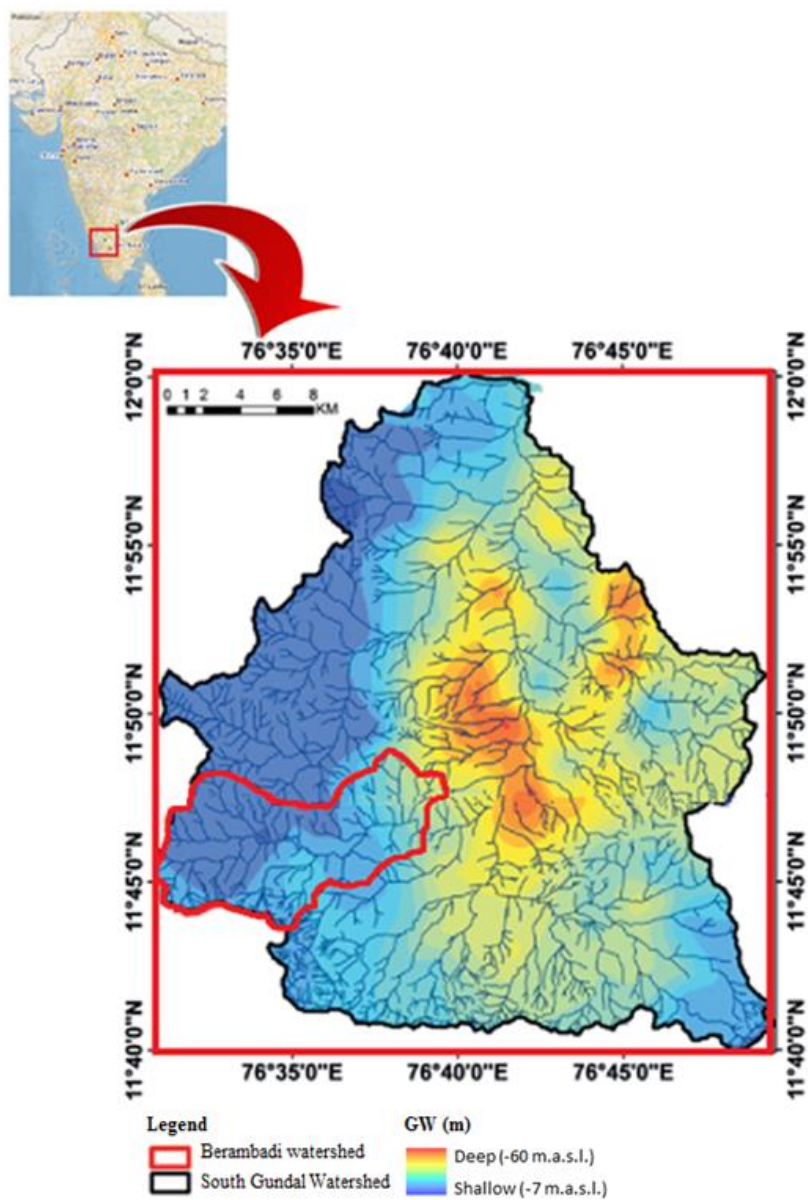 76°35'0"E 76°40'0"E 76°45'0"E
12°0'0"N 12°0'0"N
0 1 2 4 6 8
KM
11°55'0"N 11°55'0"N
11°50'0"N 11°50'0"N
11°45'0"N 11°45'0"N
11°40'0"N 11°40'0"N
76°35'0"E 76°40'0"E 76°45'0"E
Legend GW (m)
Berambadi watershed Deep (-60 m.a.s.l.)
South Gundal Watershed Shallow (-7 m.a.s.l.)